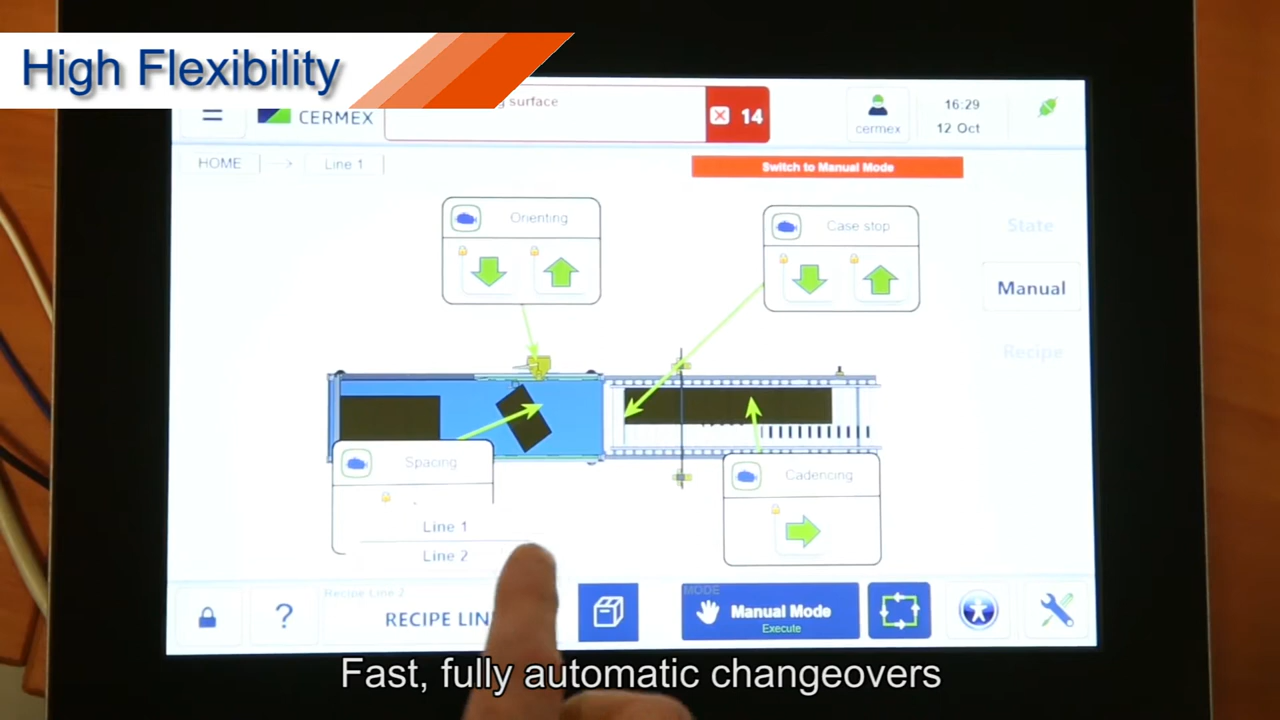 High Flexibility
surface
14
CERMEX
cermex
16:29
12 Oct
HOME
Line 1
Switch to Manual Mode
Orienting
Case stop
State
Manual
Recipe
Spacing
Cadencing
Line 1
Line 2
Recipe Line 2
RECIPE LIN
?
MODE
Manual Mode
Execute
Fast, fully automatic changeovers